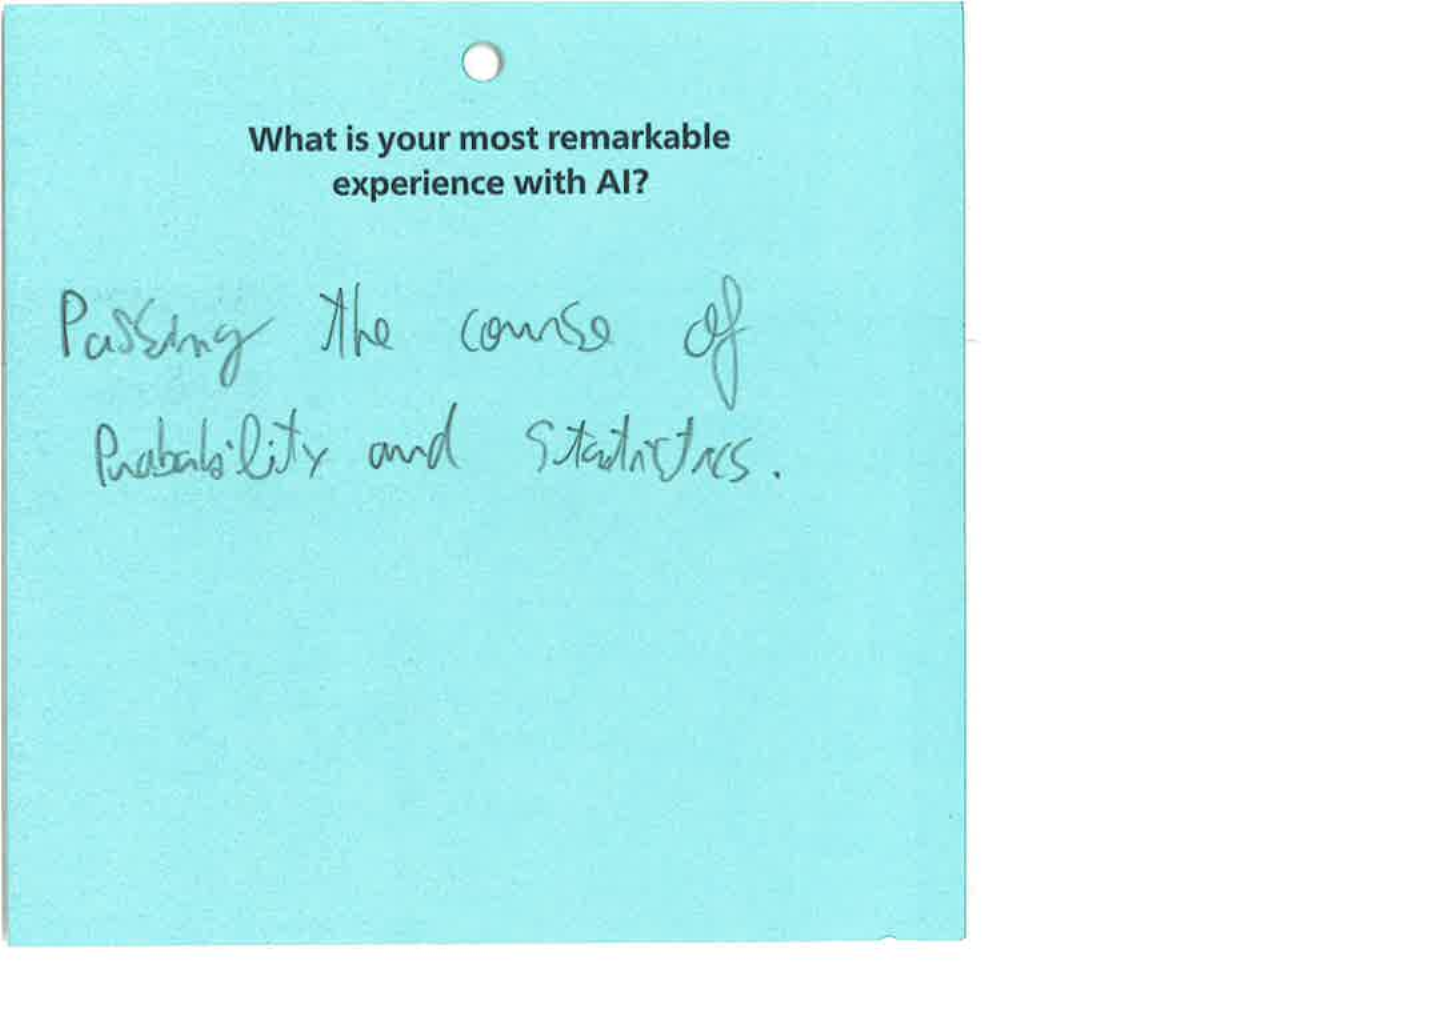 What is your most remarkable
experience with AI?
Passing the course of
Probability and Statistics.